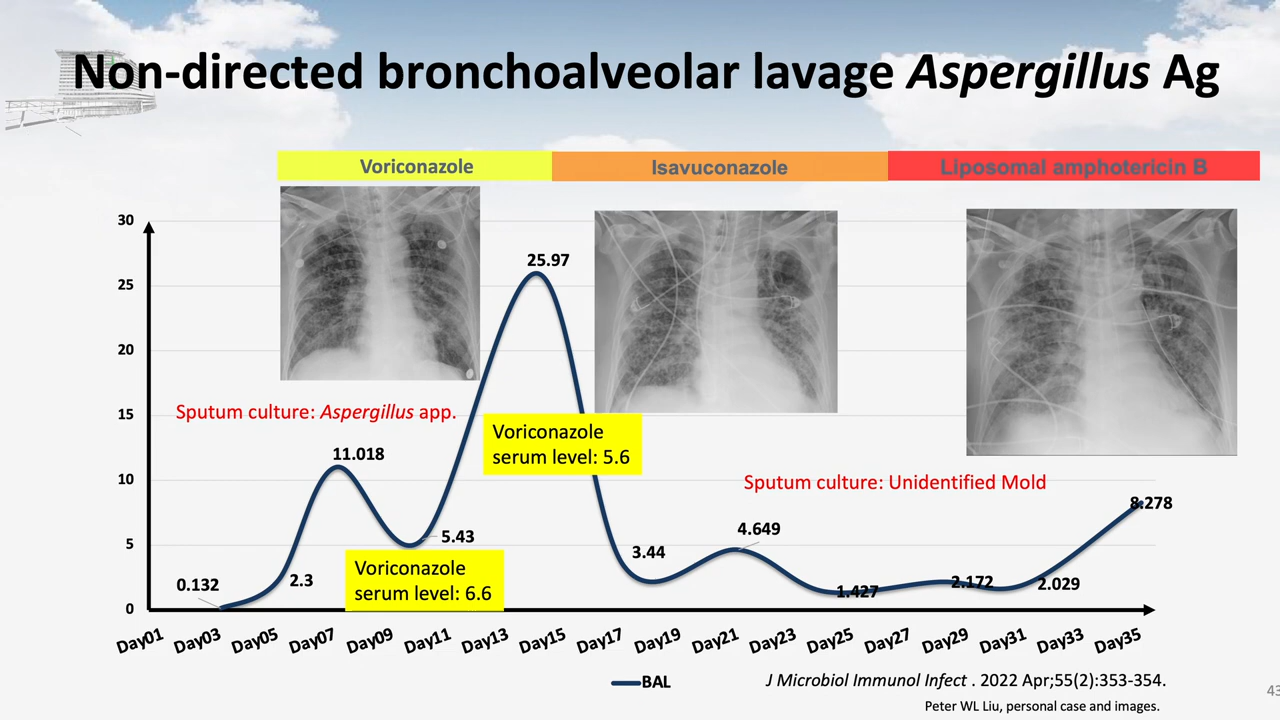 Non-directed bronchoalveolar lavage Aspergillus Ag
Voriconazole
Isavuconazole
Liposomal amphotericin B
30
25
20
15
10
5
0
25.97
Sputum culture: Aspergillus app.
11.018
Voriconazole
serum level: 5.6
5.43
Voriconazole
serum level: 6.6
0.132
2.3
3.44
4.649
Sputum culture: Unidentified Mold
1.427
2.172
2.029
8.278
Day01
Day03
Day05
Day07
Day09
Day11
Day13
Day15
Day17
Day19
Day21
Day23
Day25
Day27
Day29
Day31
Day33
Day35
BAL
J Microbiol Immunol Infect . 2022 Apr;55(2):353-354.
Peter WL Liu, personal case and images.
43